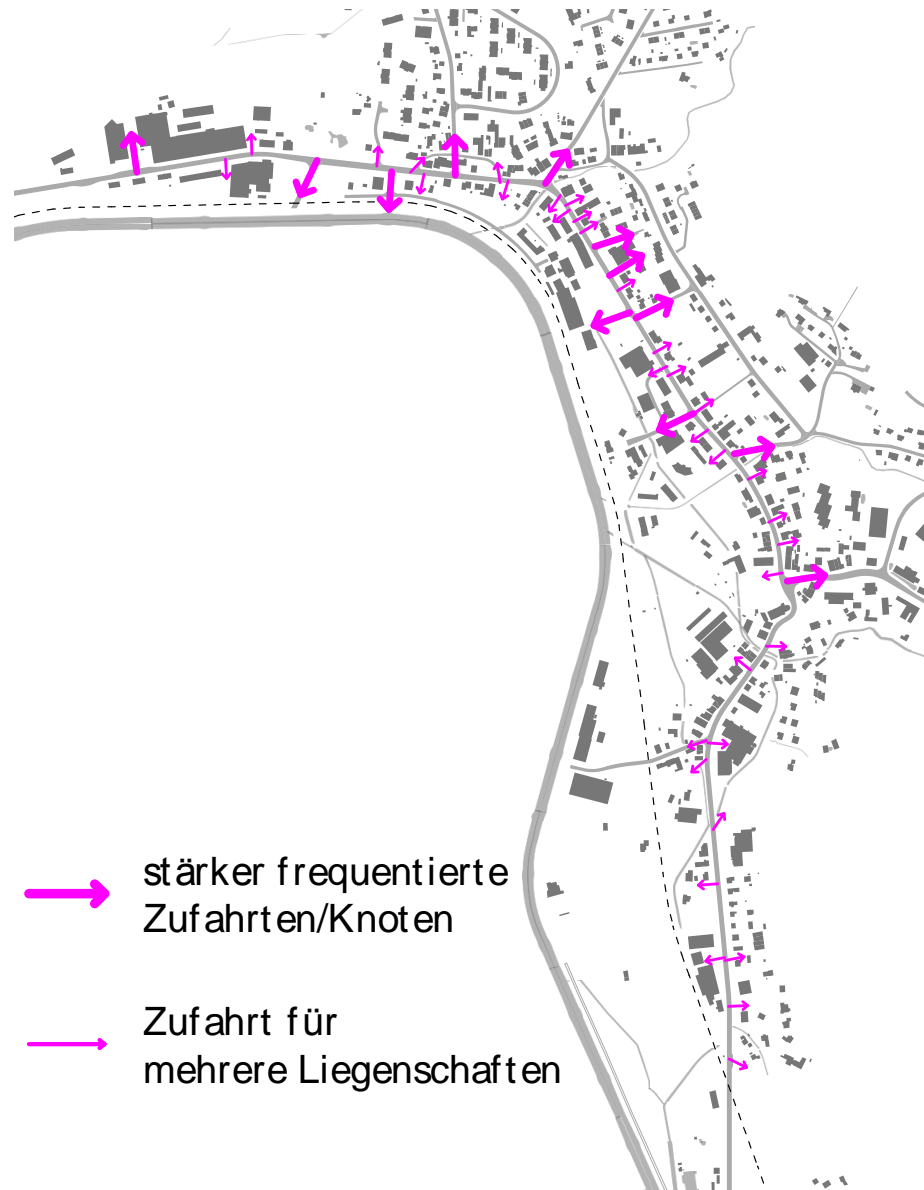 stärker frequentierte
Zufahrten/Knoten
Zufahrt für
mehrere Liegenschaften